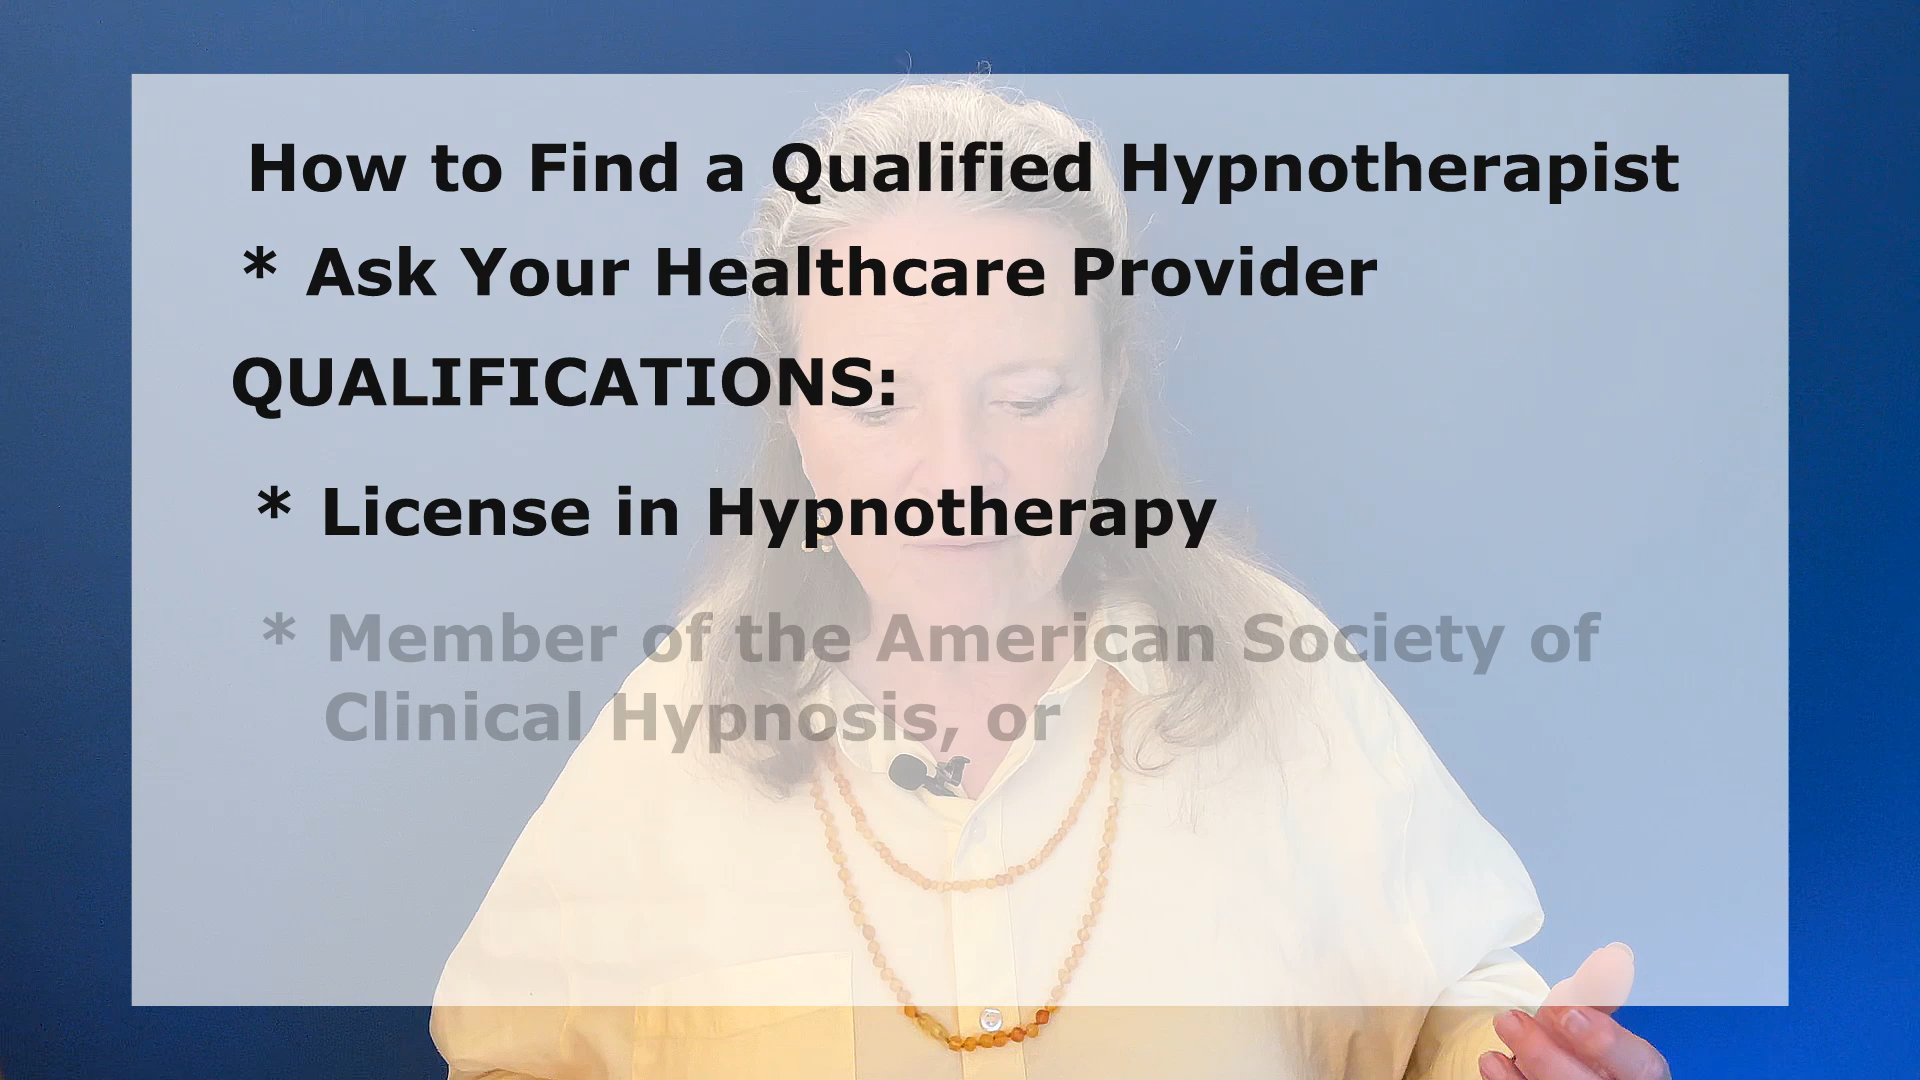 How to Find a Qualified Hypnotherapist
* Ask Your Healthcare Provider
QUALIFICATIONS:
* License in Hypnotherapy
* Member of the American Society of
Clinical Hypnosis, or